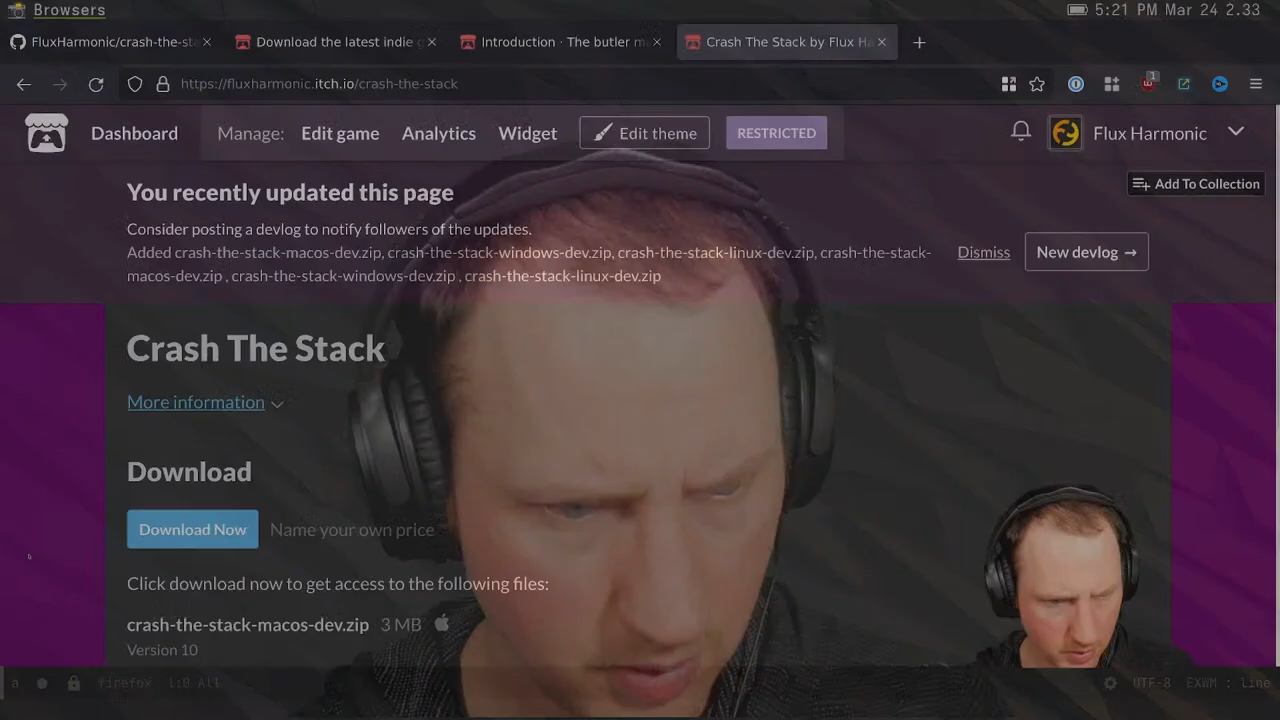 Browsers
5:21 PM Mar 24 2.33
FluxHarmonic/crash-the-sta
Download the latest indie g
Introduction · The butler m
Crash The Stack by Flux Ha
https://fluxharmonic.itch.io/crash-the-stack
1
Dashboard Manage: Edit game Analytics Widget Edit theme RESTRICTED Flux Harmonic
You recently updated this page
Add To Collection
Consider posting a devlog to notify followers of the updates.
Added crash-the-stack-macos-dev.zip, crash-the-stack-windows-dev.zip, crash-the-stack-linux-dev.zip, crash-the-stack-
macos-dev.zip , crash-the-stack-windows-dev.zip , crash-the-stack-linux-dev.zip
Dismiss New devlog →
Crash The Stack
More information
Download
Download Now Name your own price
Click download now to get access to the following files:
crash-the-stack-macos-dev.zip 3 MB
Version 10
a firefox 1:0 All UTF-8 EXWM : line